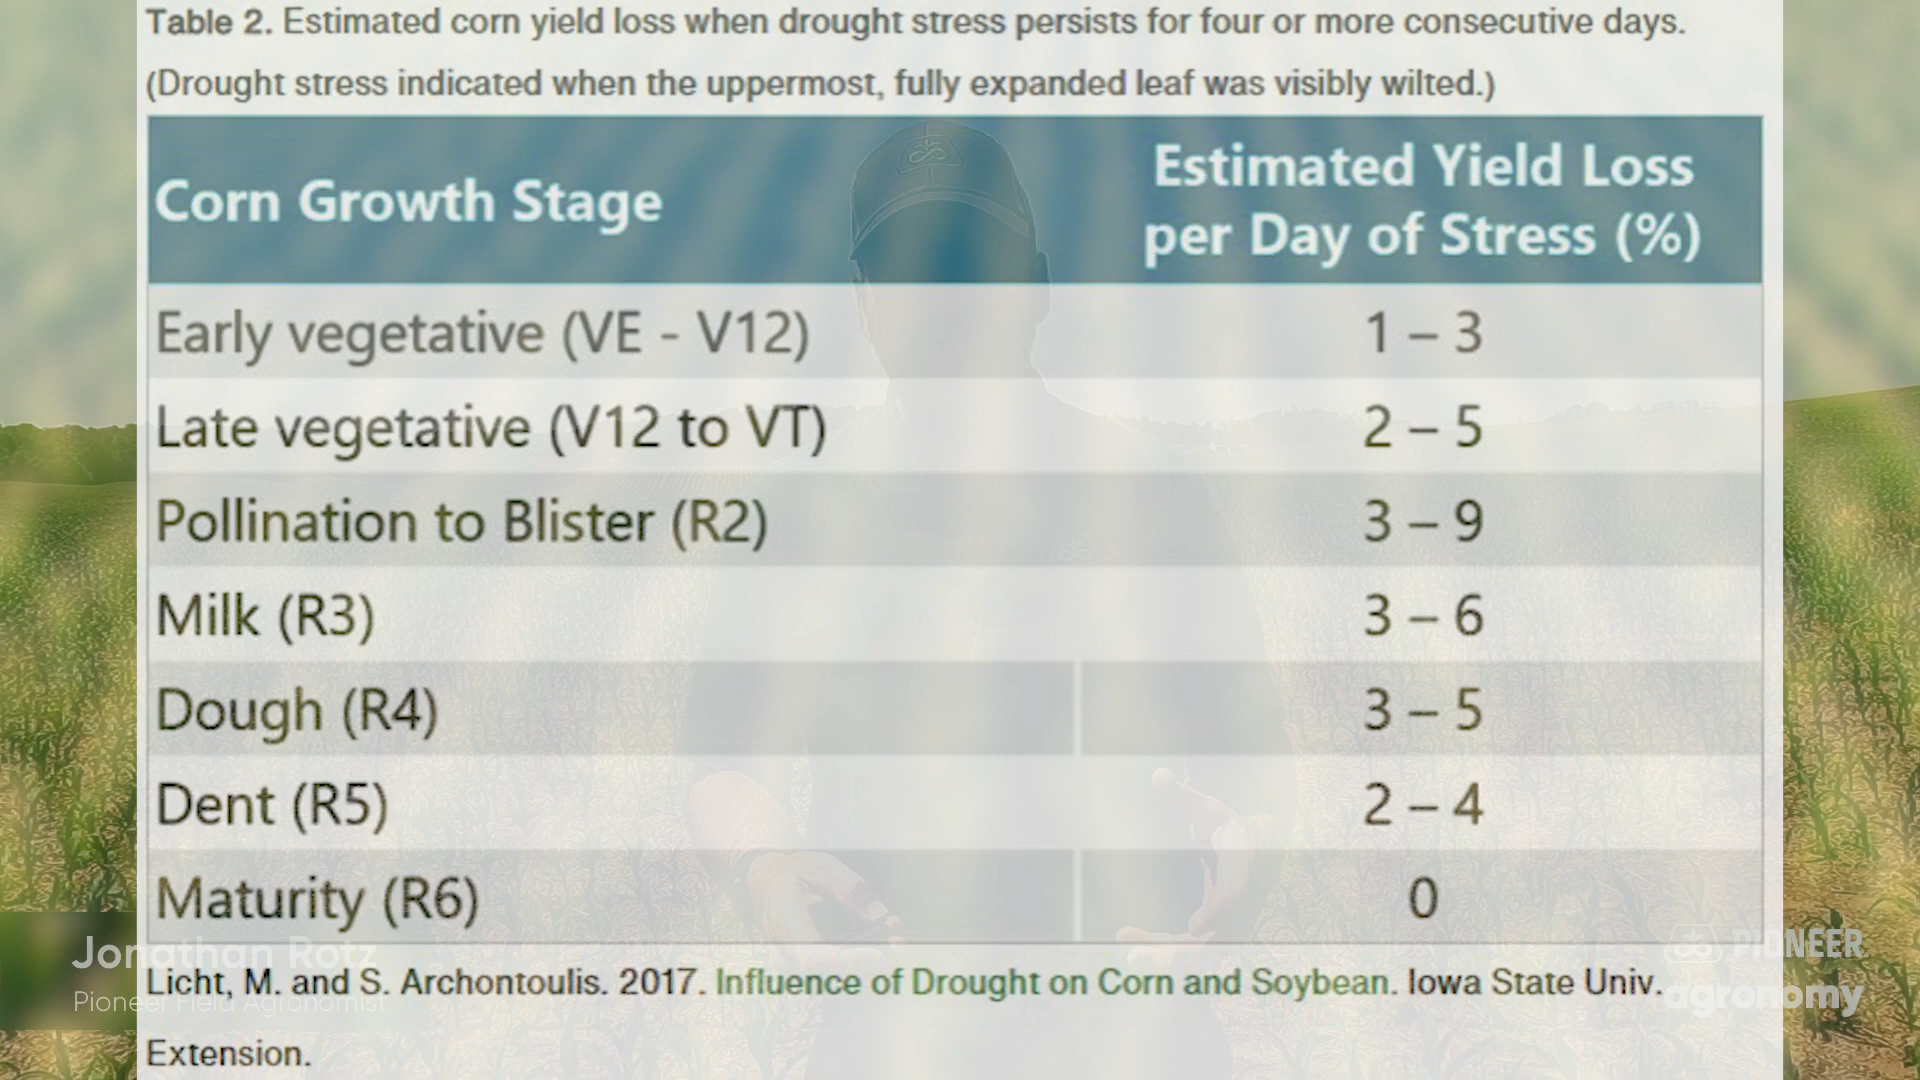 Table 2. Estimated corn yield loss when drought stress persists for four or more consecutive days.
(Drought stress indicated when the uppermost, fully expanded leaf was visibly wilted.)
Corn Growth Stage
Estimated Yield Loss
per Day of Stress (%)
Early vegetative (VE - V12) 1 – 3
Late vegetative (V12 to VT) 2 – 5
Pollination to Blister (R2) 3 – 9
Milk (R3) 3 – 6
Dough (R4) 3 – 5
Dent (R5) 2 – 4
Maturity (R6) 0
Jonathan Rotz
Pioneer Field Agronomist
PIONEER
agronomy
Licht, M. and S. Archontoulis. 2017. Influence of Drought on Corn and Soybean. Iowa State Univ.
Extension.